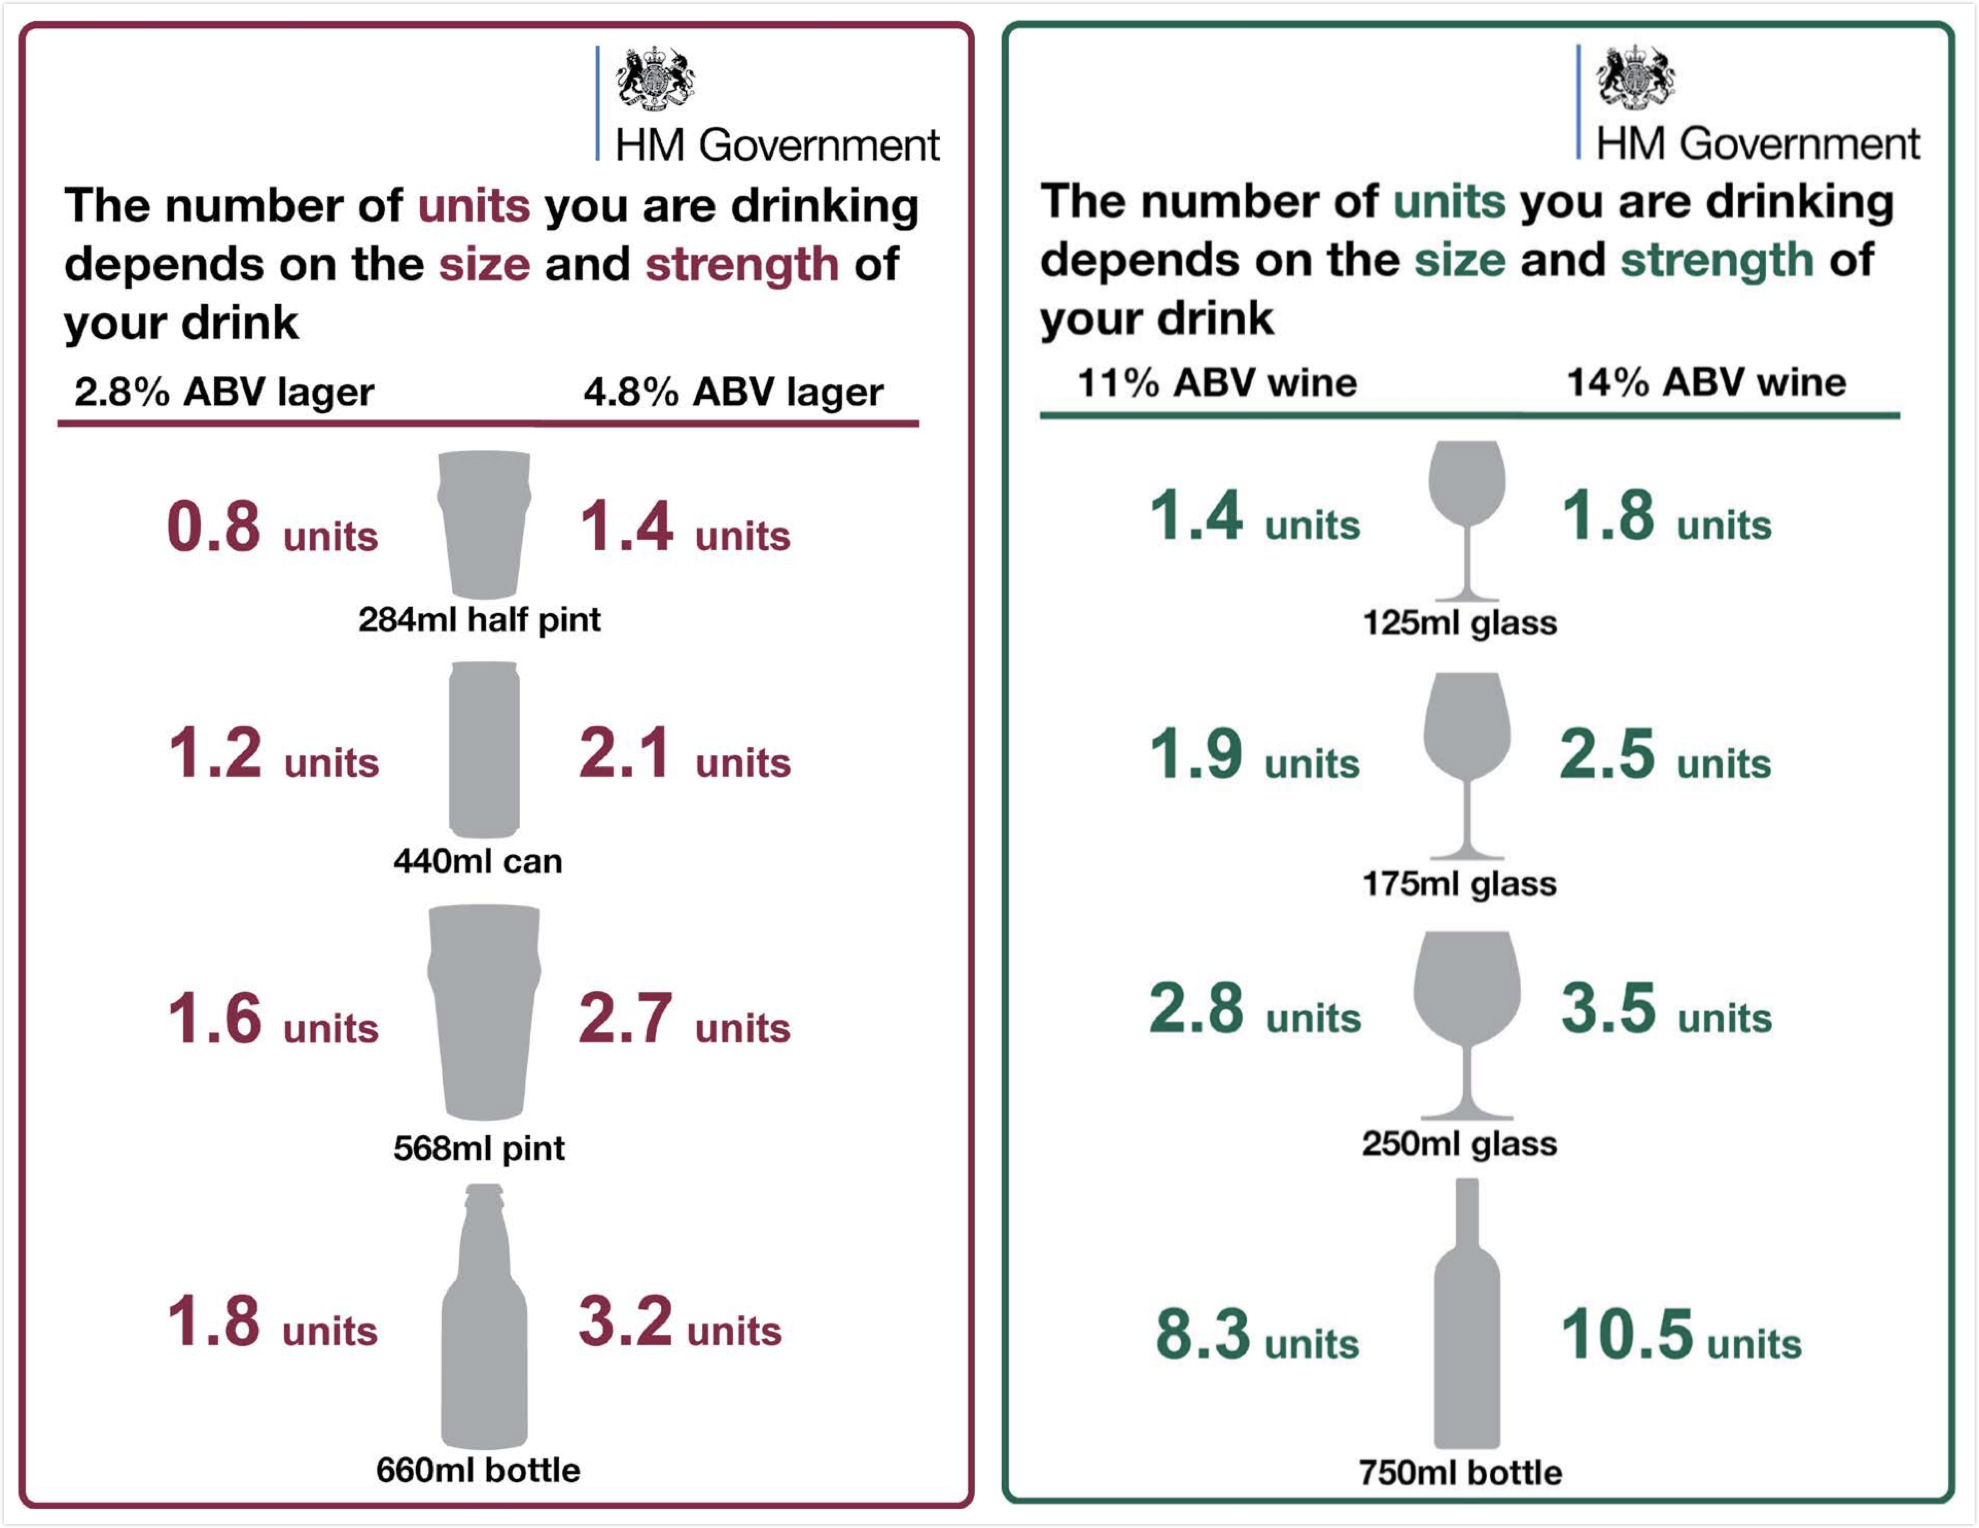 HM Government
The number of units you are drinking
depends on the size and strength of
your drink
2.8% ABV lager 4.8% ABV lager
0.8 units 1.4 units
284ml half pint
1.2 units 2.1 units
440ml can
1.6 units 2.7 units
568ml pint
1.8 units 3.2 units
660ml bottle
HM Government
The number of units you are drinking
depends on the size and strength of
your drink
11% ABV wine 14% ABV wine
1.4 units 1.8 units
125ml glass
1.9 units 2.5 units
175ml glass
2.8 units 3.5 units
250ml glass
8.3 units 10.5 units
750ml bottle